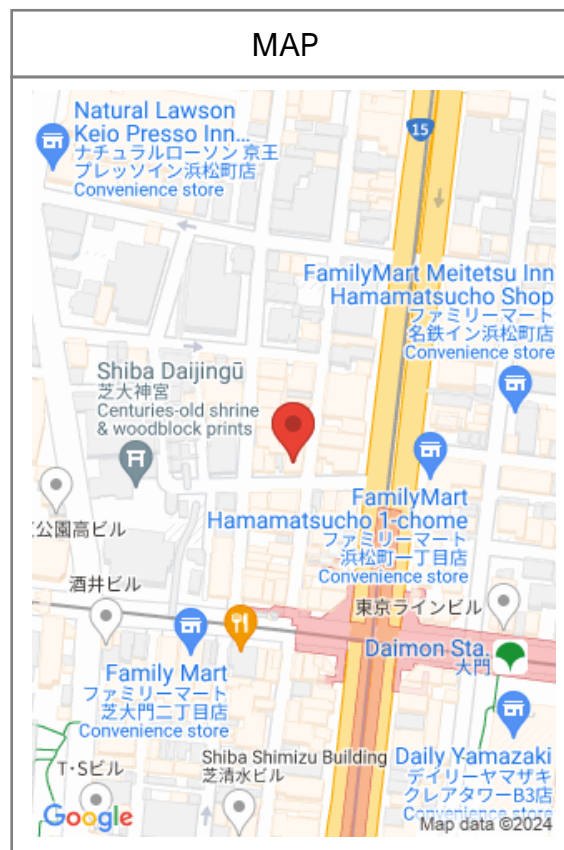 MAP
Natural Lawson
Keio Presso Inn...
ナチュラルローソン 京王
プレッソイン浜松町店
Convenience store
15
FamilyMart Meitetsu Inn
Hamamatsucho Shop
ファミリーマート
名鉄イン浜松町店
Convenience store
Shiba Daijingū
芝大神宮
Centuries-old shrine
& woodblock prints
公園高ビル
FamilyMart
Hamamatsucho 1-chome
ファミリーマート
浜松町一丁目店
Convenience store
酒井ビル
東京ラインビル
Daimon Sta.
大門
Family Mart
ファミリーマート
芝大門二丁目店
Convenience store
Shiba Shimizu Building
芝清水ビル
Daily Yamazaki
デイリーヤマザキ
クレアタワーB3店
Convenience store
T・Sビル
Google
Map data ©2024